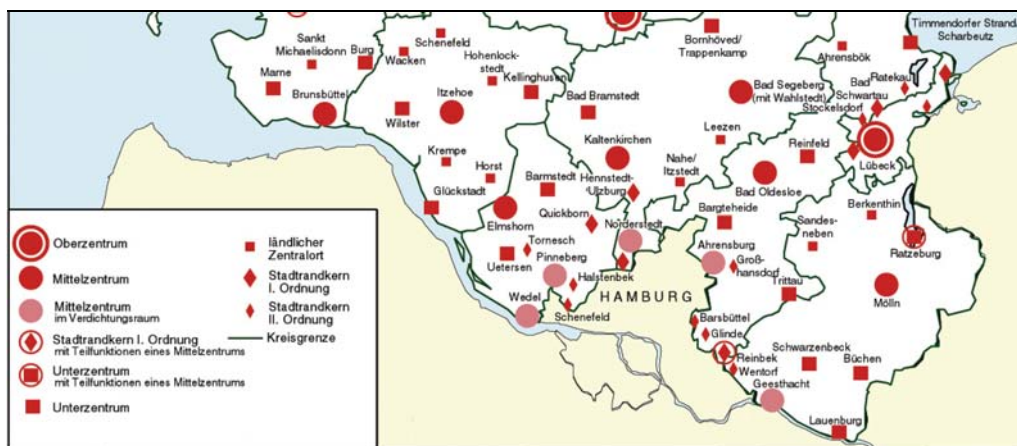 Timmendorfer Strand/
Scharbeutz
Bornhöved/
Trappenkamp
Ahrensbök
Schenefeld
Sankt
Michaelisdonn
Burg
Wacken
Hohenlock-
stedt
Kellinghusen
Marne
Brunsbüttel
Itzehoe
Wilster
Bad Bramstedt
Bad Segeberg
(mit Wahlstedt)
Ratekau
Bad
Schwartau
Stockelsdorf
Lübeck
Kaltenkirchen
Leezen
Reinfeld
Krempe
Horst
Glückstadt
Barmstedt
Hennstedt-
Ulzburg
Nahe/
Itzstedt
Bad Oldesloe
Berkenthin
Elmshorn
Quickborn
Norderstedt
Bargteheide
Sandes-
neben
Ratzeburg
Uetersen
Tornesch
Pinneberg
Halstenbek
Ahrensburg
Groß-
hansdorf
Trittau
Mölln
Wedel
Schenefeld
HAMBURG
Barsbüttel
Glinde
Reinbek
Wentorf
Schwarzenbek
Büchen
Geesthacht
Lauenburg
Oberzentrum
Mittelzentrum
Mittelzentrum
im Verdichtungsraum
Stadtrandkern I. Ordnung
mit Teilfunktionen eines Mittelzentrums
Unterzentrum
mit Teilfunktionen eines Mittelzentrums
Unterzentrum
ländlicher
Zentralort
Stadtrandkern
I. Ordnung
Stadtrandkern
II. Ordnung
Kreisgrenze